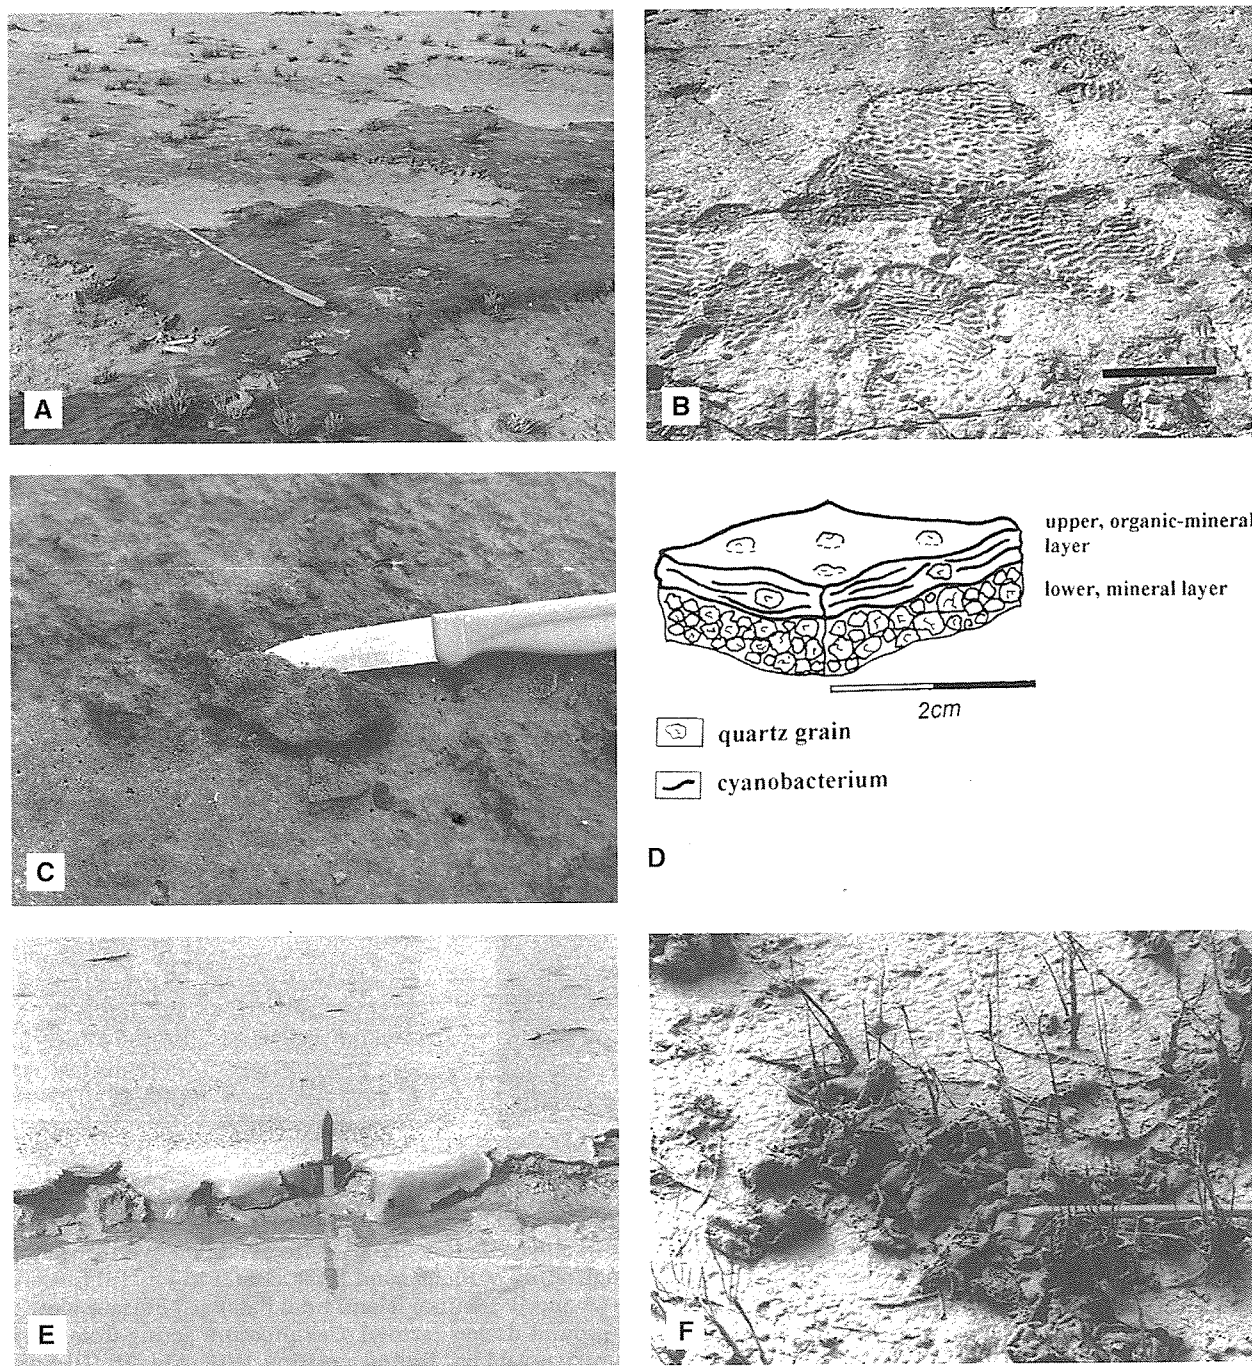 A
B
C
upper, organic-mineral
layer
lower, mineral layer
2cm
quartz grain
cyanobacterium
D
E
F